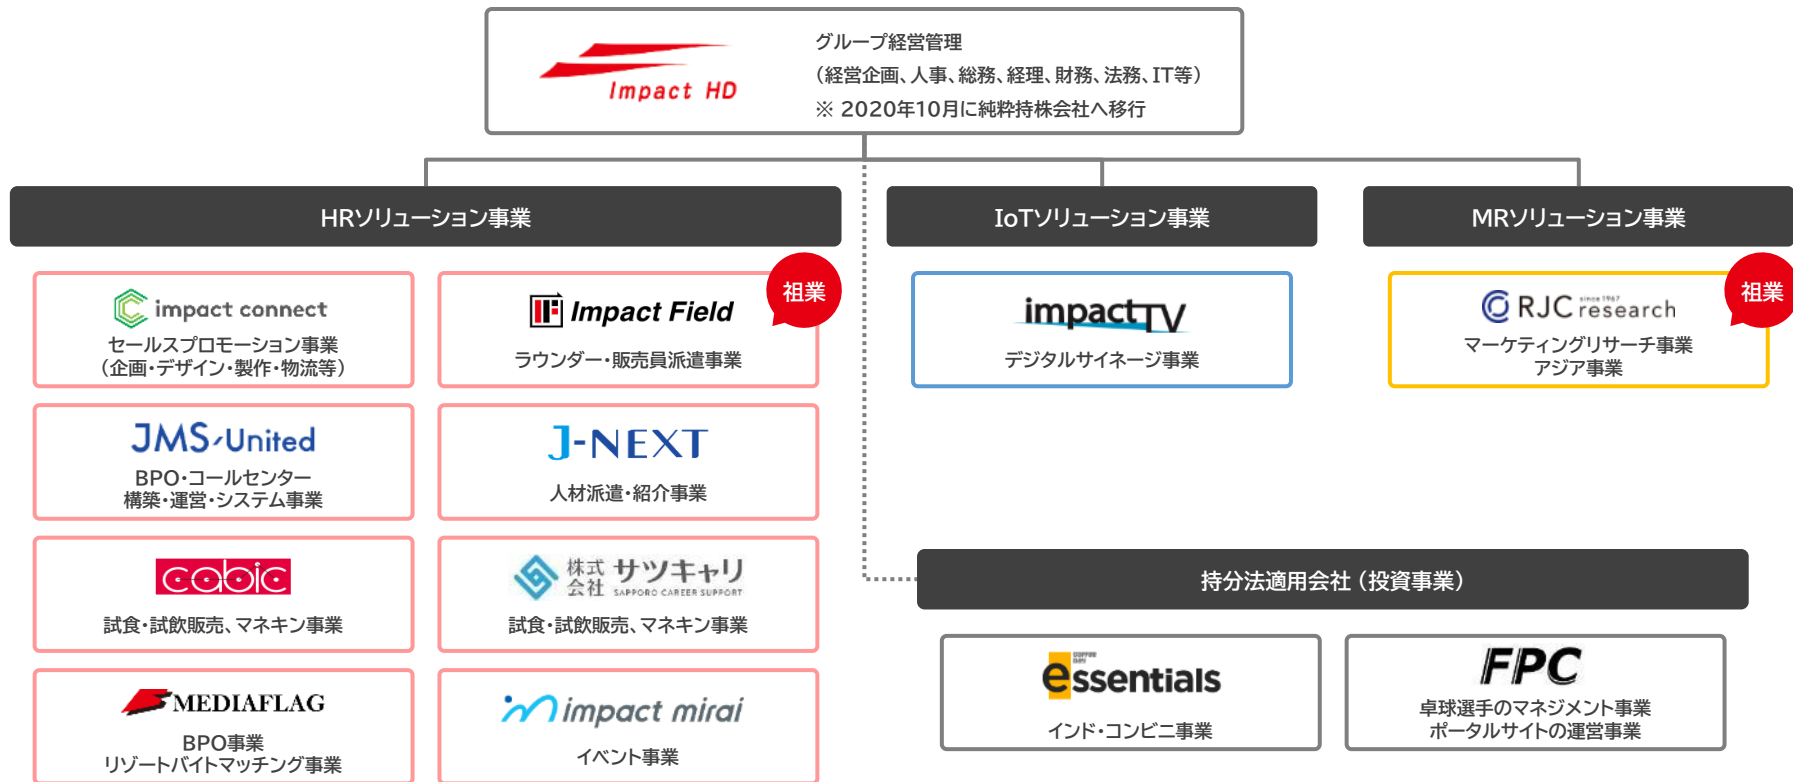 Impact HD
グループ経営管理
（経営企画、人事、総務、経理、財務、法務、IT等）
※ 2020年10月に純粋持株会社へ移行
HRソリューション事業
impact connect
セールスプロモーション事業
（企画・デザイン・製作・物流等）
Impact Field
祖業
ラウンダー・販売員派遣事業
JMS United
BPO・コールセンター
構築・運営・システム事業
J-NEXT
人材派遣・紹介事業
cabic
試食・試飲販売、マネキン事業
株式会社 サツキャリ
SAPPORO CAREER SUPPORT
試食・試飲販売、マネキン事業
MEDIAFLAG
BPO事業
リゾートバイトマッチング事業
impact mirai
イベント事業
IoTソリューション事業
impactTV
デジタルサイネージ事業
MRソリューション事業
since 1967
RJC research
祖業
マーケティングリサーチ事業
アジア事業
持分法適用会社（投資事業）
essentials
インド・コンビニ事業
FPC
卓球選手のマネジメント事業
ポータルサイトの運営事業